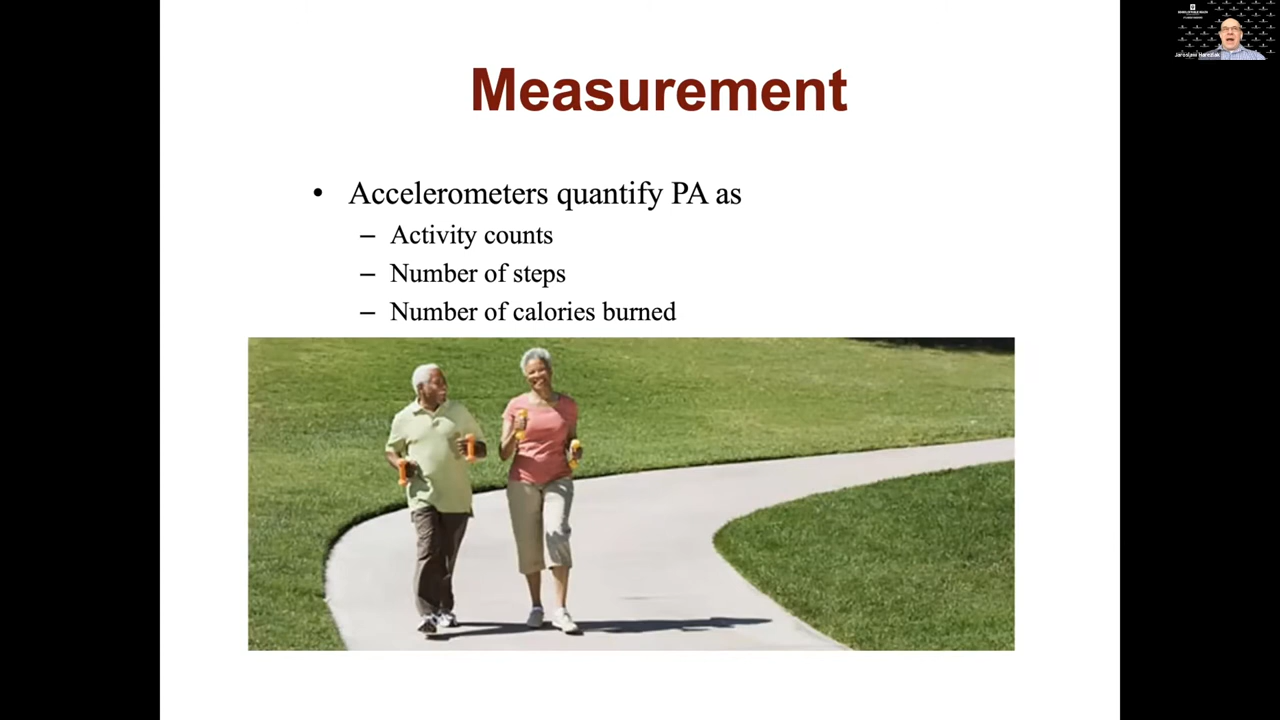 Measurement
• Accelerometers quantify PA as
– Activity counts
– Number of steps
– Number of calories burned